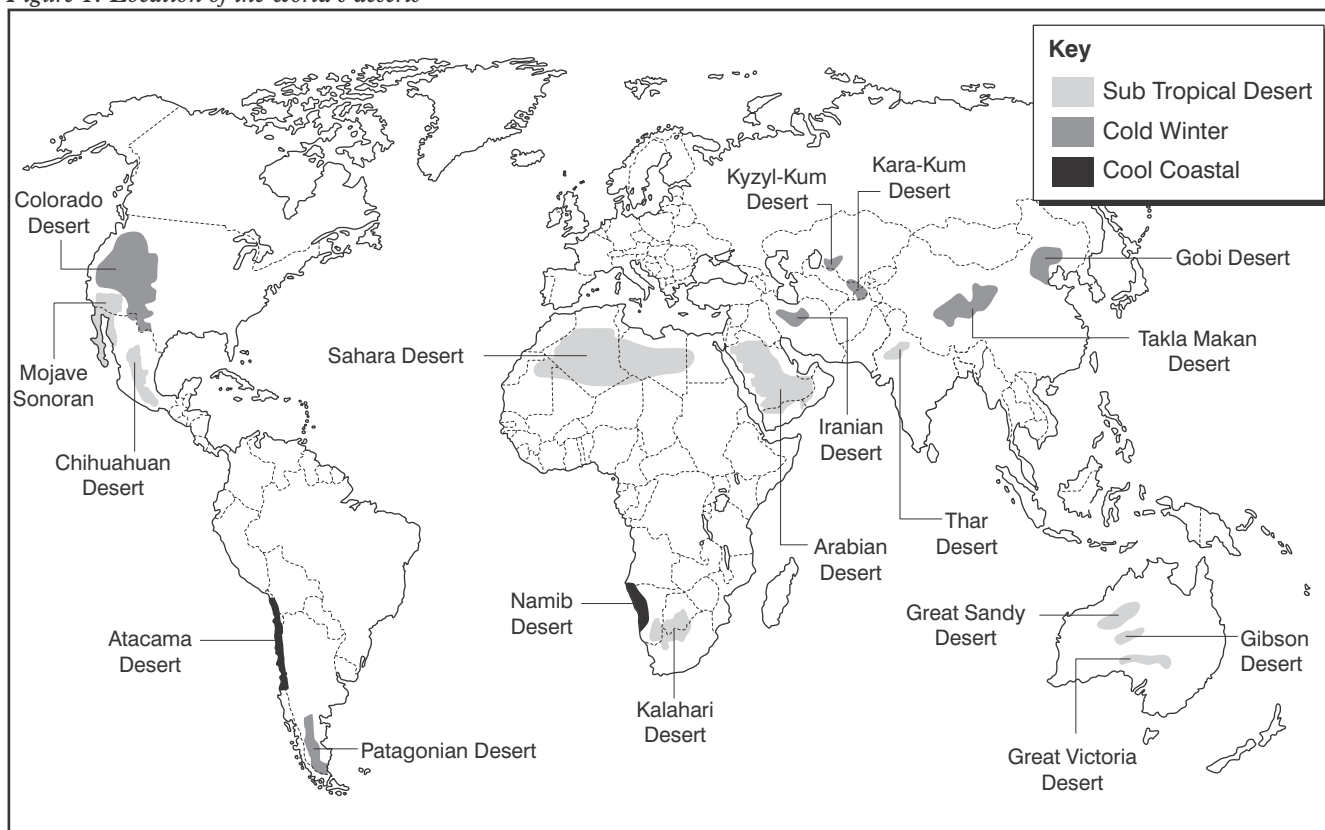 Figure 1: Location of the world's deserts
Key
Sub Tropical Desert
Cold Winter
Cool Coastal
Colorado
Desert
Kyzyl-Kum
Desert
Kara-Kum
Desert
Gobi Desert
Sahara Desert
Takla Makan
Desert
Mojave
Sonoran
Iranian
Desert
Chihuahuan
Desert
Thar
Desert
Arabian
Desert
Namib
Desert
Great Sandy
Desert
Gibson
Desert
Atacama
Desert
Kalahari
Desert
Patagonian Desert
Great Victoria
Desert